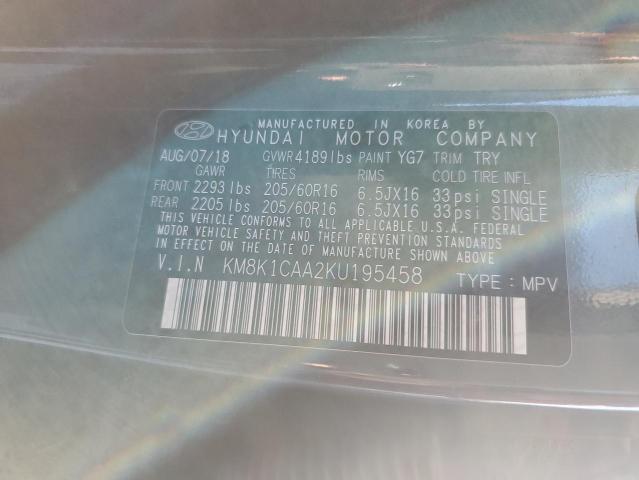 MANUFACTURED IN KOREA BY
HYUNDAI MOTOR COMPANY
AUG/07/18 GVWR 4189lbs PAINT YG7 TRIM TRY
GAWR TIRES RIMS COLD TIRE INFL
FRONT 2293lbs 205/60R16 6.5JX16 33psi SINGLE
REAR 2205lbs 205/60R16 6.5JX16 33psi SINGLE
THIS VEHICLE CONFORMS TO ALL APPLICABLE U.S.A. FEDERAL
MOTOR VEHICLE SAFETY, BUMPER, AND THEFT PREVENTION
STANDARDS IN EFFECT ON THE DATE OF MANUFACTURE SHOWN ABOVE.
V.I.N KM8K1CAA2KU195458 TYPE : MPV